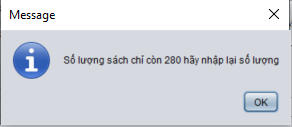 Message
Số lượng sách chỉ còn 280 hãy nhập lại số lượng
OK